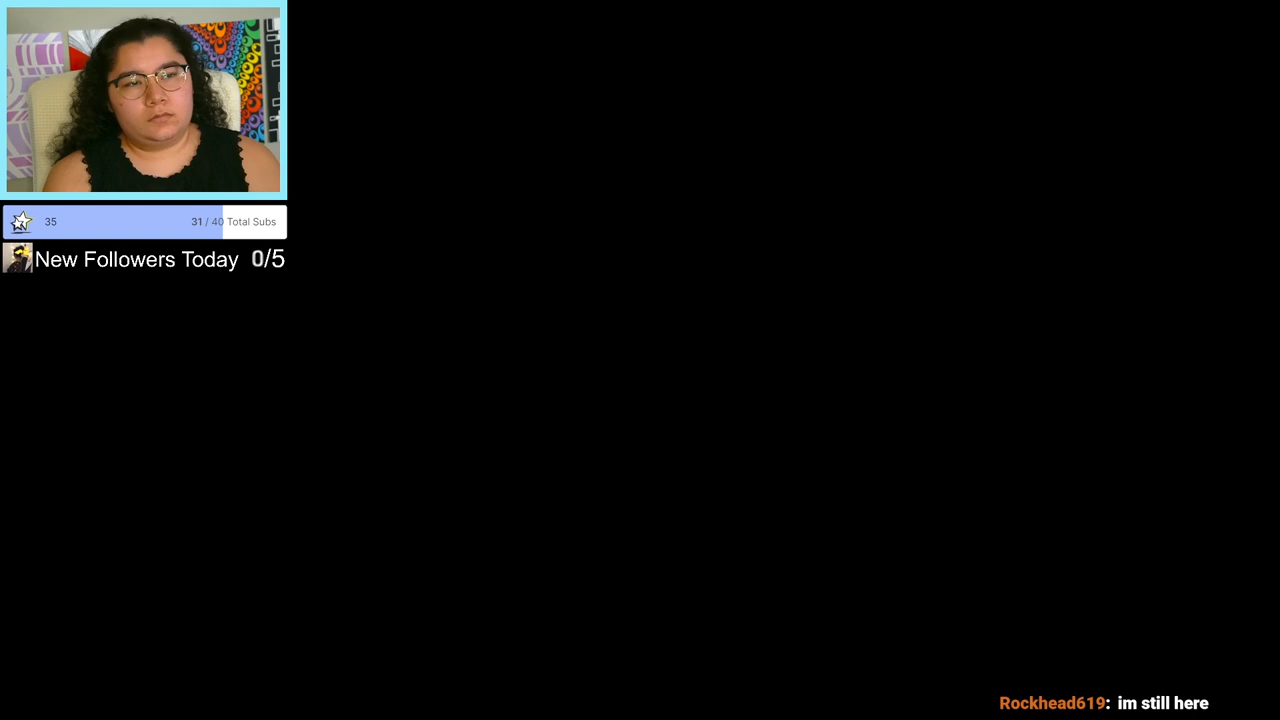 35 31 / 40 Total Subs
New Followers Today 0/5
Rockhead619: im still here